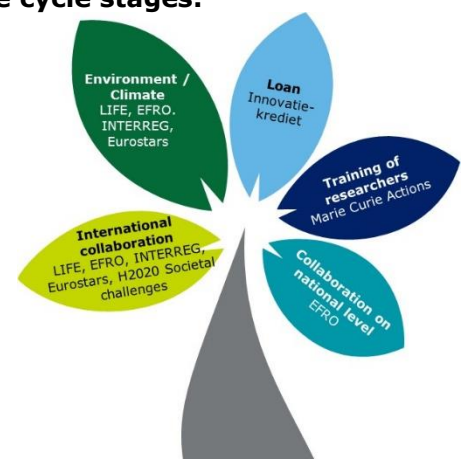 e cycle stages:
Environment /
Climate
LIFE, EFRO.
INTERREG,
Eurostars
Loan
Innovatie-
krediet
Training of
researchers
Marie Curie Actions
International
collaboration
LIFE, EFRO, INTERREG,
Eurostars, H2020 Societal
challenges
Collaboration on
national level
EFRO